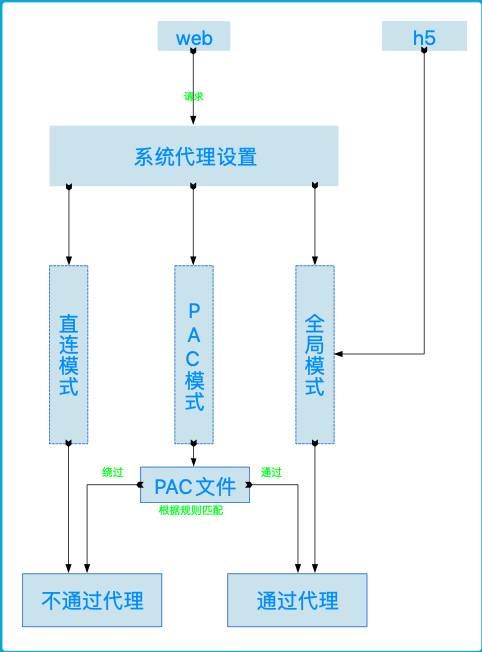 web
h5
请求
系统代理设置
直连模式
PAC模式
全局模式
绕过
通过
PAC文件
根据规则匹配
不通过代理
通过代理